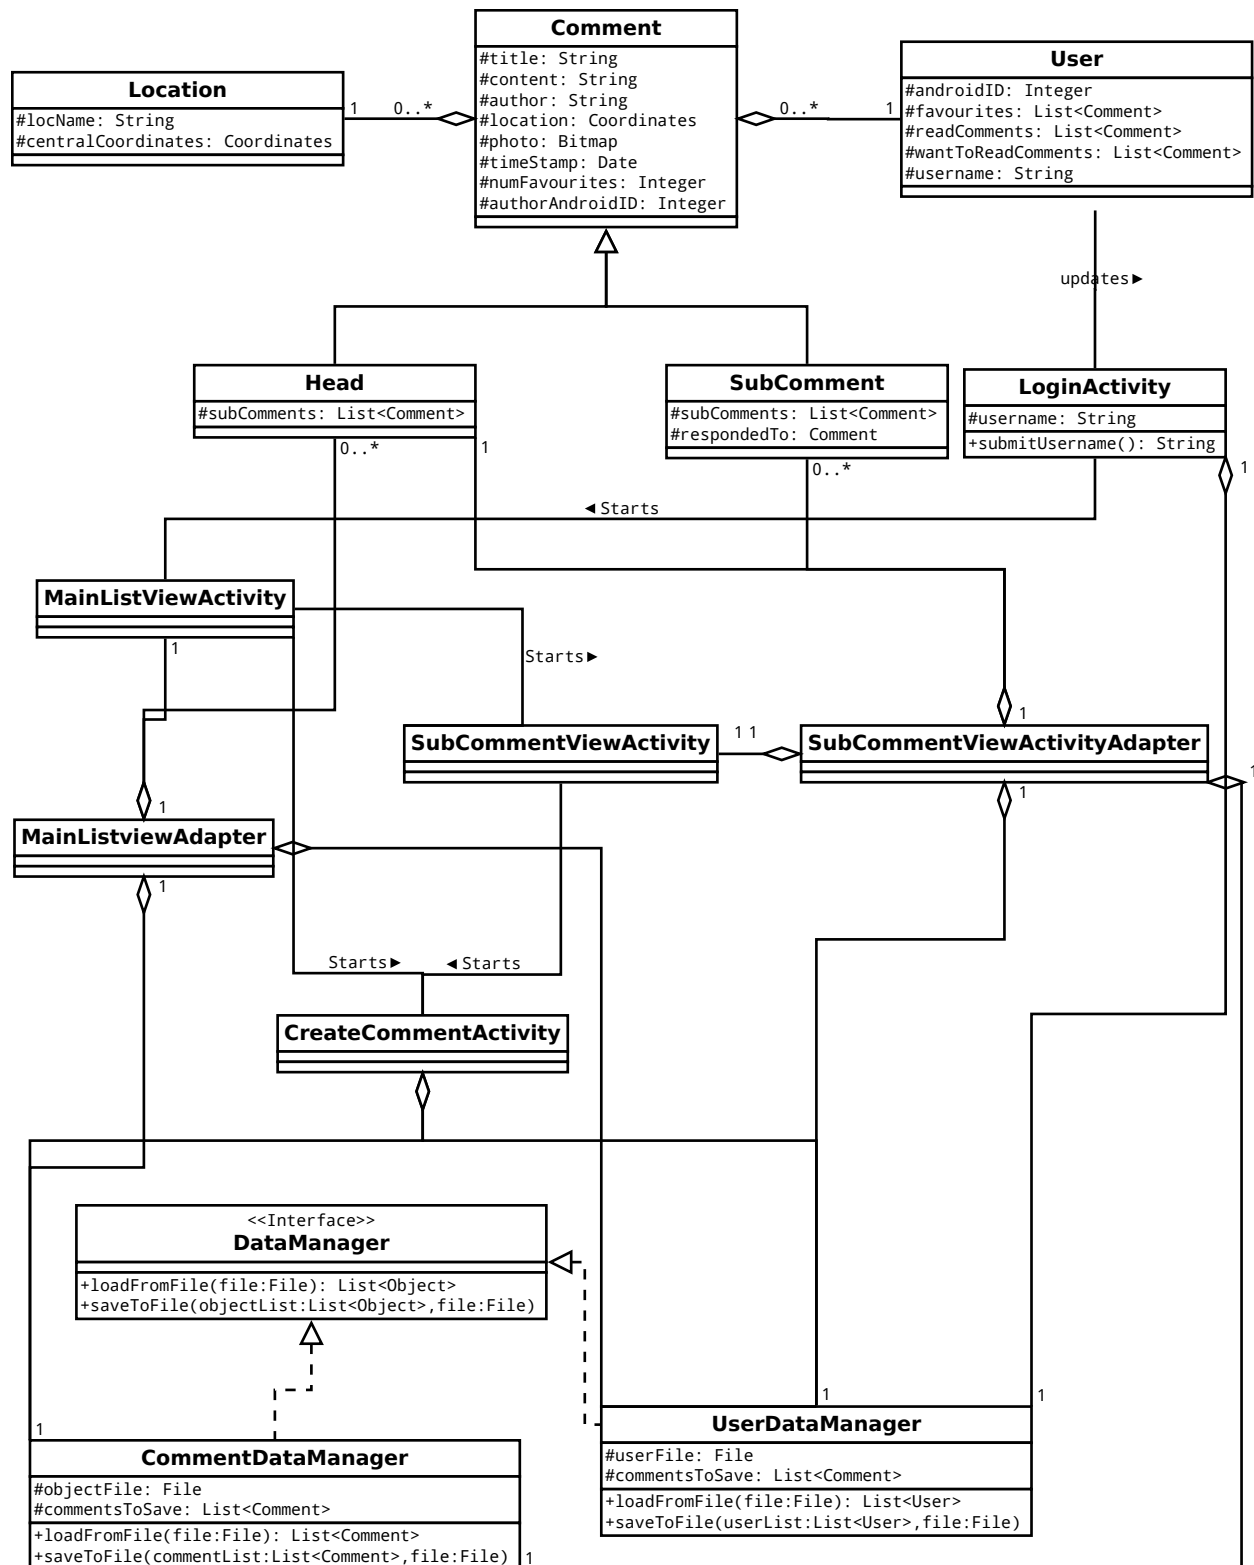 Comment
#title: String
#content: String
#author: String
#location: Coordinates
#photo: Bitmap
#timeStamp: Date
#numFavourites: Integer
#authorAndroidID: Integer
Location
#locName: String
#centralCoordinates: Coordinates
1
0..*
0..*
1
User
#androidID: Integer
#favourites: List<Comment>
#readComments: List<Comment>
#wantToReadComments: List<Comment>
#username: String
updates►
Head
#subComments: List<Comment>
0..*
1
SubComment
#subComments: List<Comment>
#respondedTo: Comment
0..*
LoginActivity
#username: String
+submitUsername(): String
1
◄Starts
MainListViewActivity
1
Starts►
SubCommentViewActivity
1 1
SubCommentViewActivityAdapter
1
1
1
MainListviewAdapter
1
1
Starts►
◄Starts
CreateCommentActivity
<<Interface>>
DataManager
+loadFromFile(file:File): List<Object>
+saveToFile(objectList:List<Object>,file:File)
1
CommentDataManager
#objectFile: File
#commentsToSave: List<Comment>
+loadFromFile(file:File): List<Comment>
+saveToFile(commentList:List<Comment>,file:File)
1
1
1
UserDataManager
#userFile: File
#commentsToSave: List<Comment>
+loadFromFile(file:File): List<User>
+saveToFile(userList:List<User>,file:File)